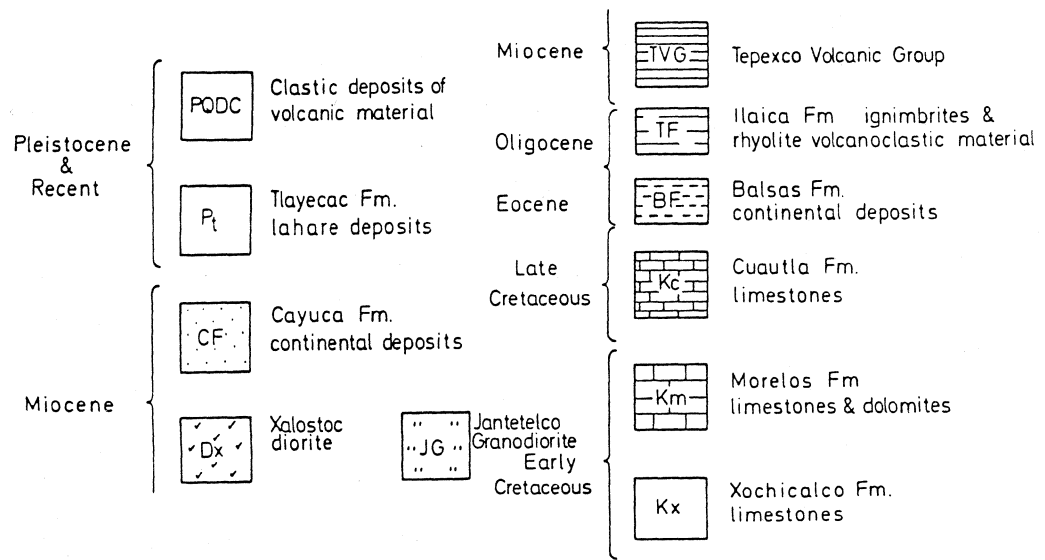 Pleistocene
&
Recent
PQDC
Clastic deposits of
volcanic material
Pt
Tlayecac Fm.
lahare deposits
Miocene
CF
Cayuca Fm.
continental deposits
Dx
Xalostoc
diorite
JG
Jantetelco
Granodiorite
Miocene
TVG
Tepexco Volcanic Group
Oligocene
TF
Ilaica Fm ignimbrites &
rhyolite volcanoclastic material
Eocene
BF
Balsas Fm.
continental deposits
Late
Cretaceous
Kc
Cuautla Fm.
limestones
Early
Cretaceous
Km
Morelos Fm
limestones & dolomites
Kx
Xochicalco Fm.
limestones